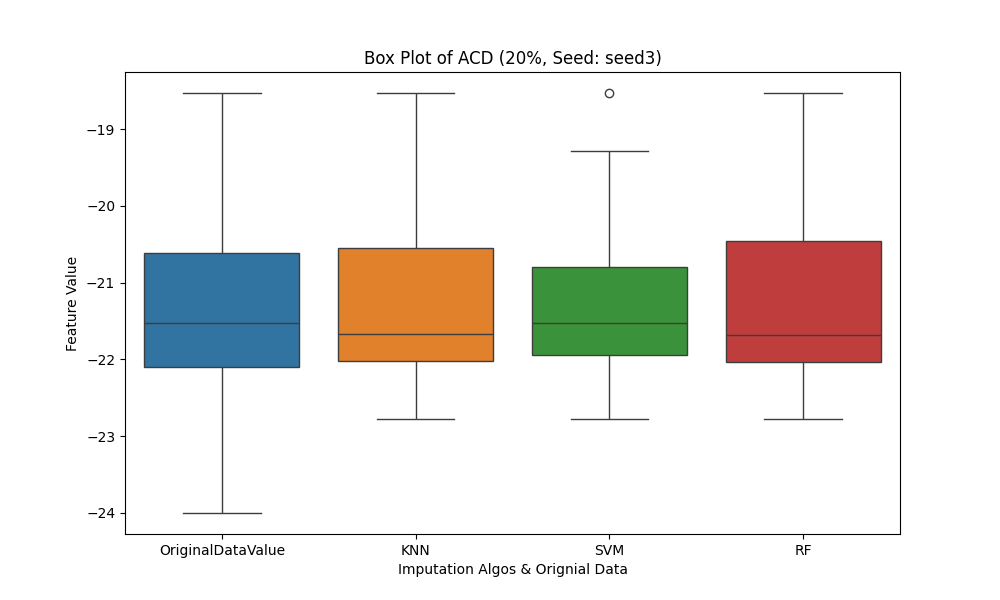 Box Plot of ACD (20%, Seed: seed3)
Feature Value
−19
−20
−21
−22
−23
−24
OriginalDataValue
KNN
SVM
RF
Imputation Algos & Orignial Data